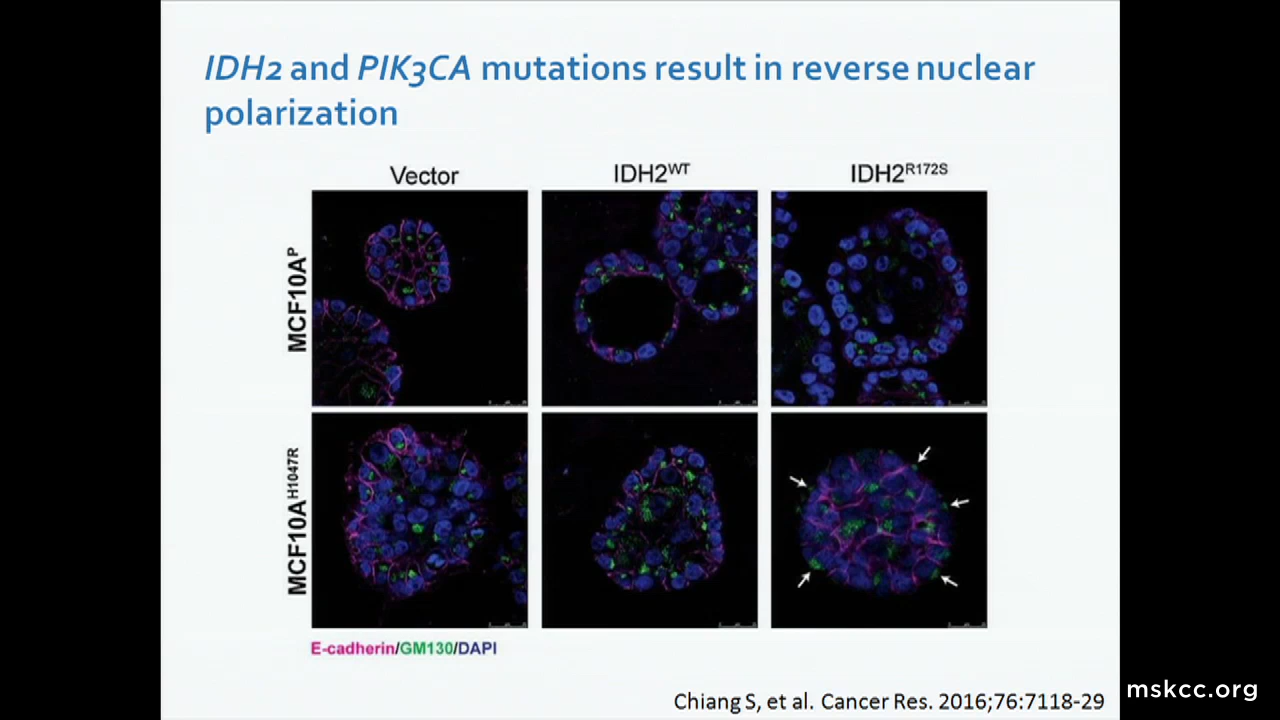 IDH2 and PIK3CA mutations result in reverse nuclear
polarization
Vector
IDH2WT
IDH2R172S
MCF10AP
MCF10AH1047R
E-cadherin/GM130/DAPI
Chiang S, et al. Cancer Res. 2016;76:7118-29
mskcc.org